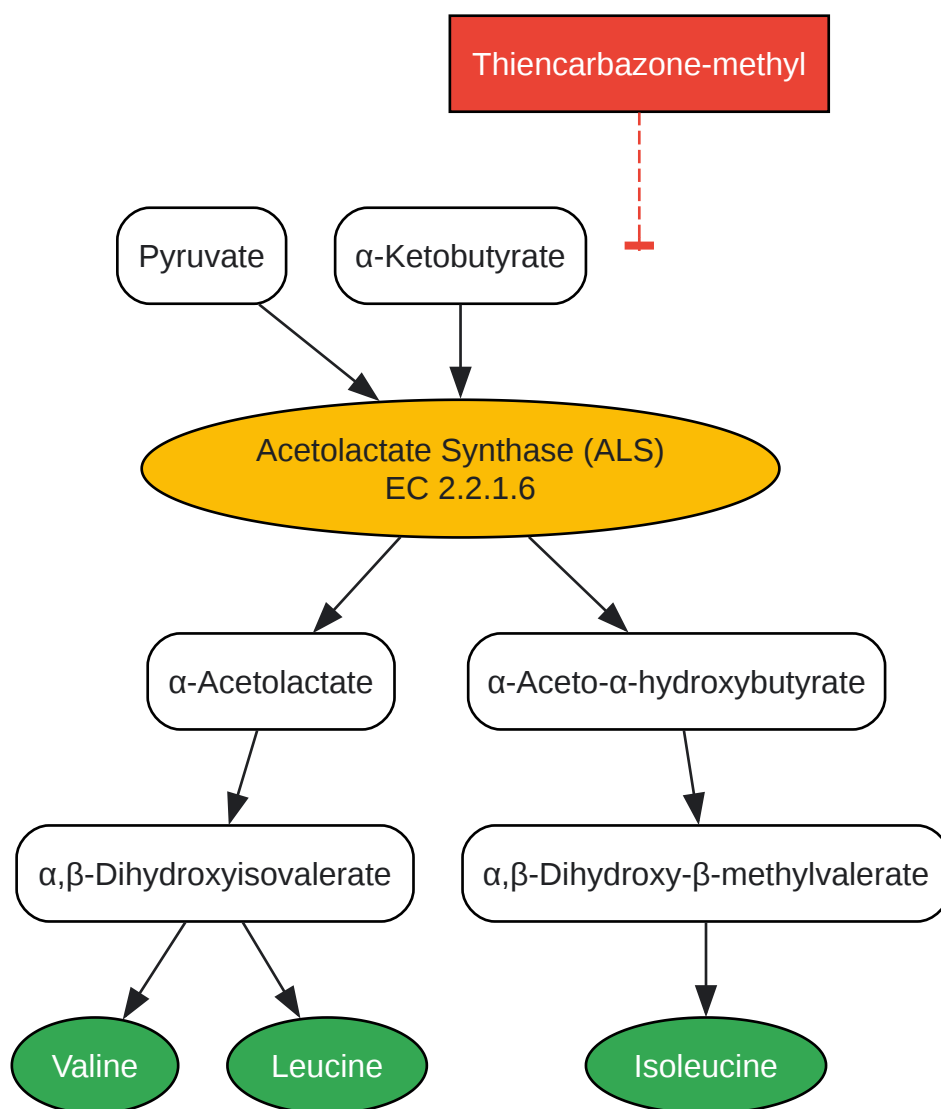 Thiencarbazone-methyl
Pyruvate
α-Ketobutyrate
Acetolactate Synthase (ALS)
EC 2.2.1.6
α-Acetolactate
α-Aceto-α-hydroxybutyrate
α,β-Dihydroxyisovalerate
α,β-Dihydroxy-β-methylvalerate
Valine
Leucine
Isoleucine